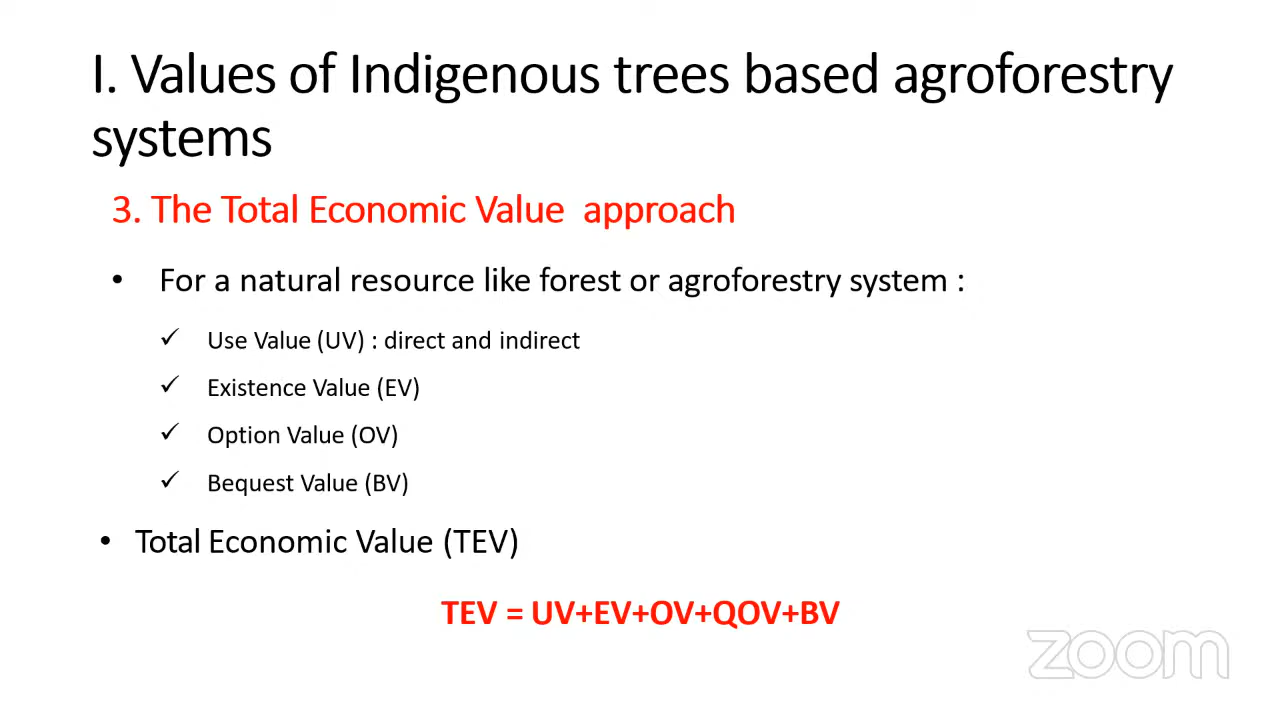 I. Values of Indigenous trees based agroforestry
systems
3. The Total Economic Value approach
• For a natural resource like forest or agroforestry system :
✓ Use Value (UV) : direct and indirect
✓ Existence Value (EV)
✓ Option Value (OV)
✓ Bequest Value (BV)
• Total Economic Value (TEV)
TEV = UV+EV+OV+QOV+BV
zoom